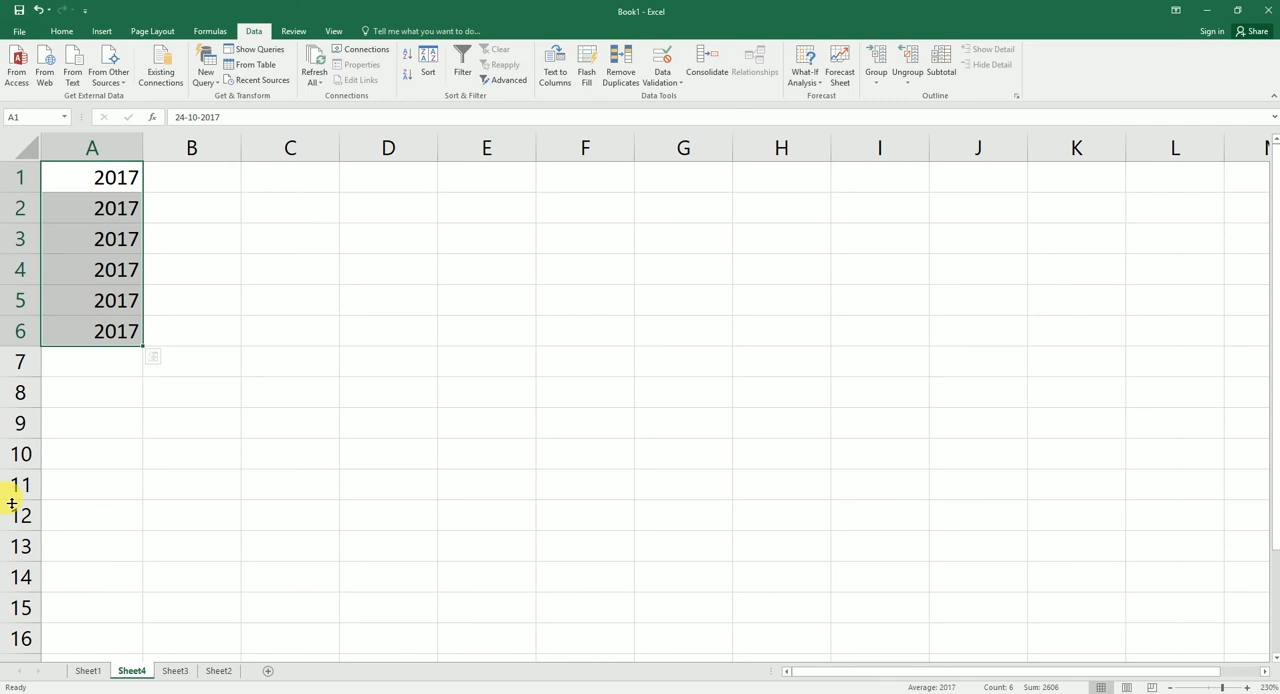 Book1 - Excel
Sign in
Share
File
Home
Insert
Page Layout
Formulas
Data
Review
View
Tell me what you want to do...
From Access
From Web
From Text
From Other Sources
Existing Connections
Get External Data
New Query
Show Queries
From Table
Recent Sources
Get & Transform
Refresh All
Connections
Properties
Edit Links
Connections
Sort
Filter
Clear
Reapply
Advanced
Sort & Filter
Text to Columns
Flash Fill
Remove Duplicates
Data Validation
Consolidate
Relationships
Data Tools
What-If Analysis
Forecast Sheet
Forecast
Group
Ungroup
Subtotal
Show Detail
Hide Detail
Outline
A1
fx
24-10-2017
A B C D E F G H I J K L
1 2017
2 2017
3 2017
4 2017
5 2017
6 2017
7
8
9
10
11
12
13
14
15
16
Sheet1 Sheet4 Sheet3 Sheet2
Ready
Average: 2017 Count: 6 Sum: 2606
230%